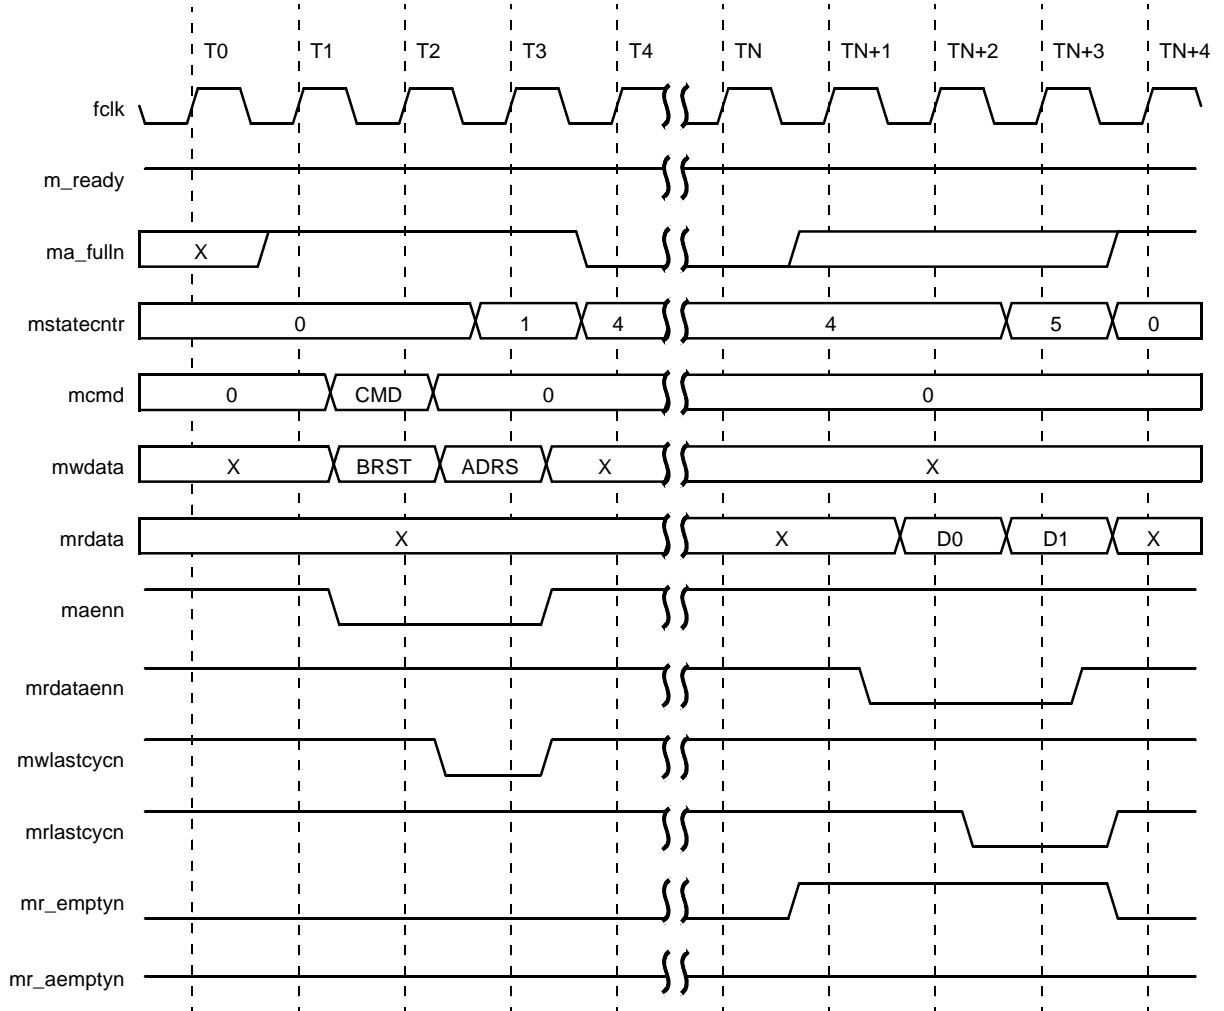 T0 T1 T2 T3 T4 TN TN+1 TN+2 TN+3 TN+4
fclk
m_ready
ma_fulln X
mstatecntr 0 1 4 4 5 0
mcmd 0 CMD 0 0
mwdata X BRST ADRS X X
mrdata X X D0 D1 X
maenn
mrdataenn
mwlastcycn
mrlastcycn
mr_emptyn
mr_aemptyn